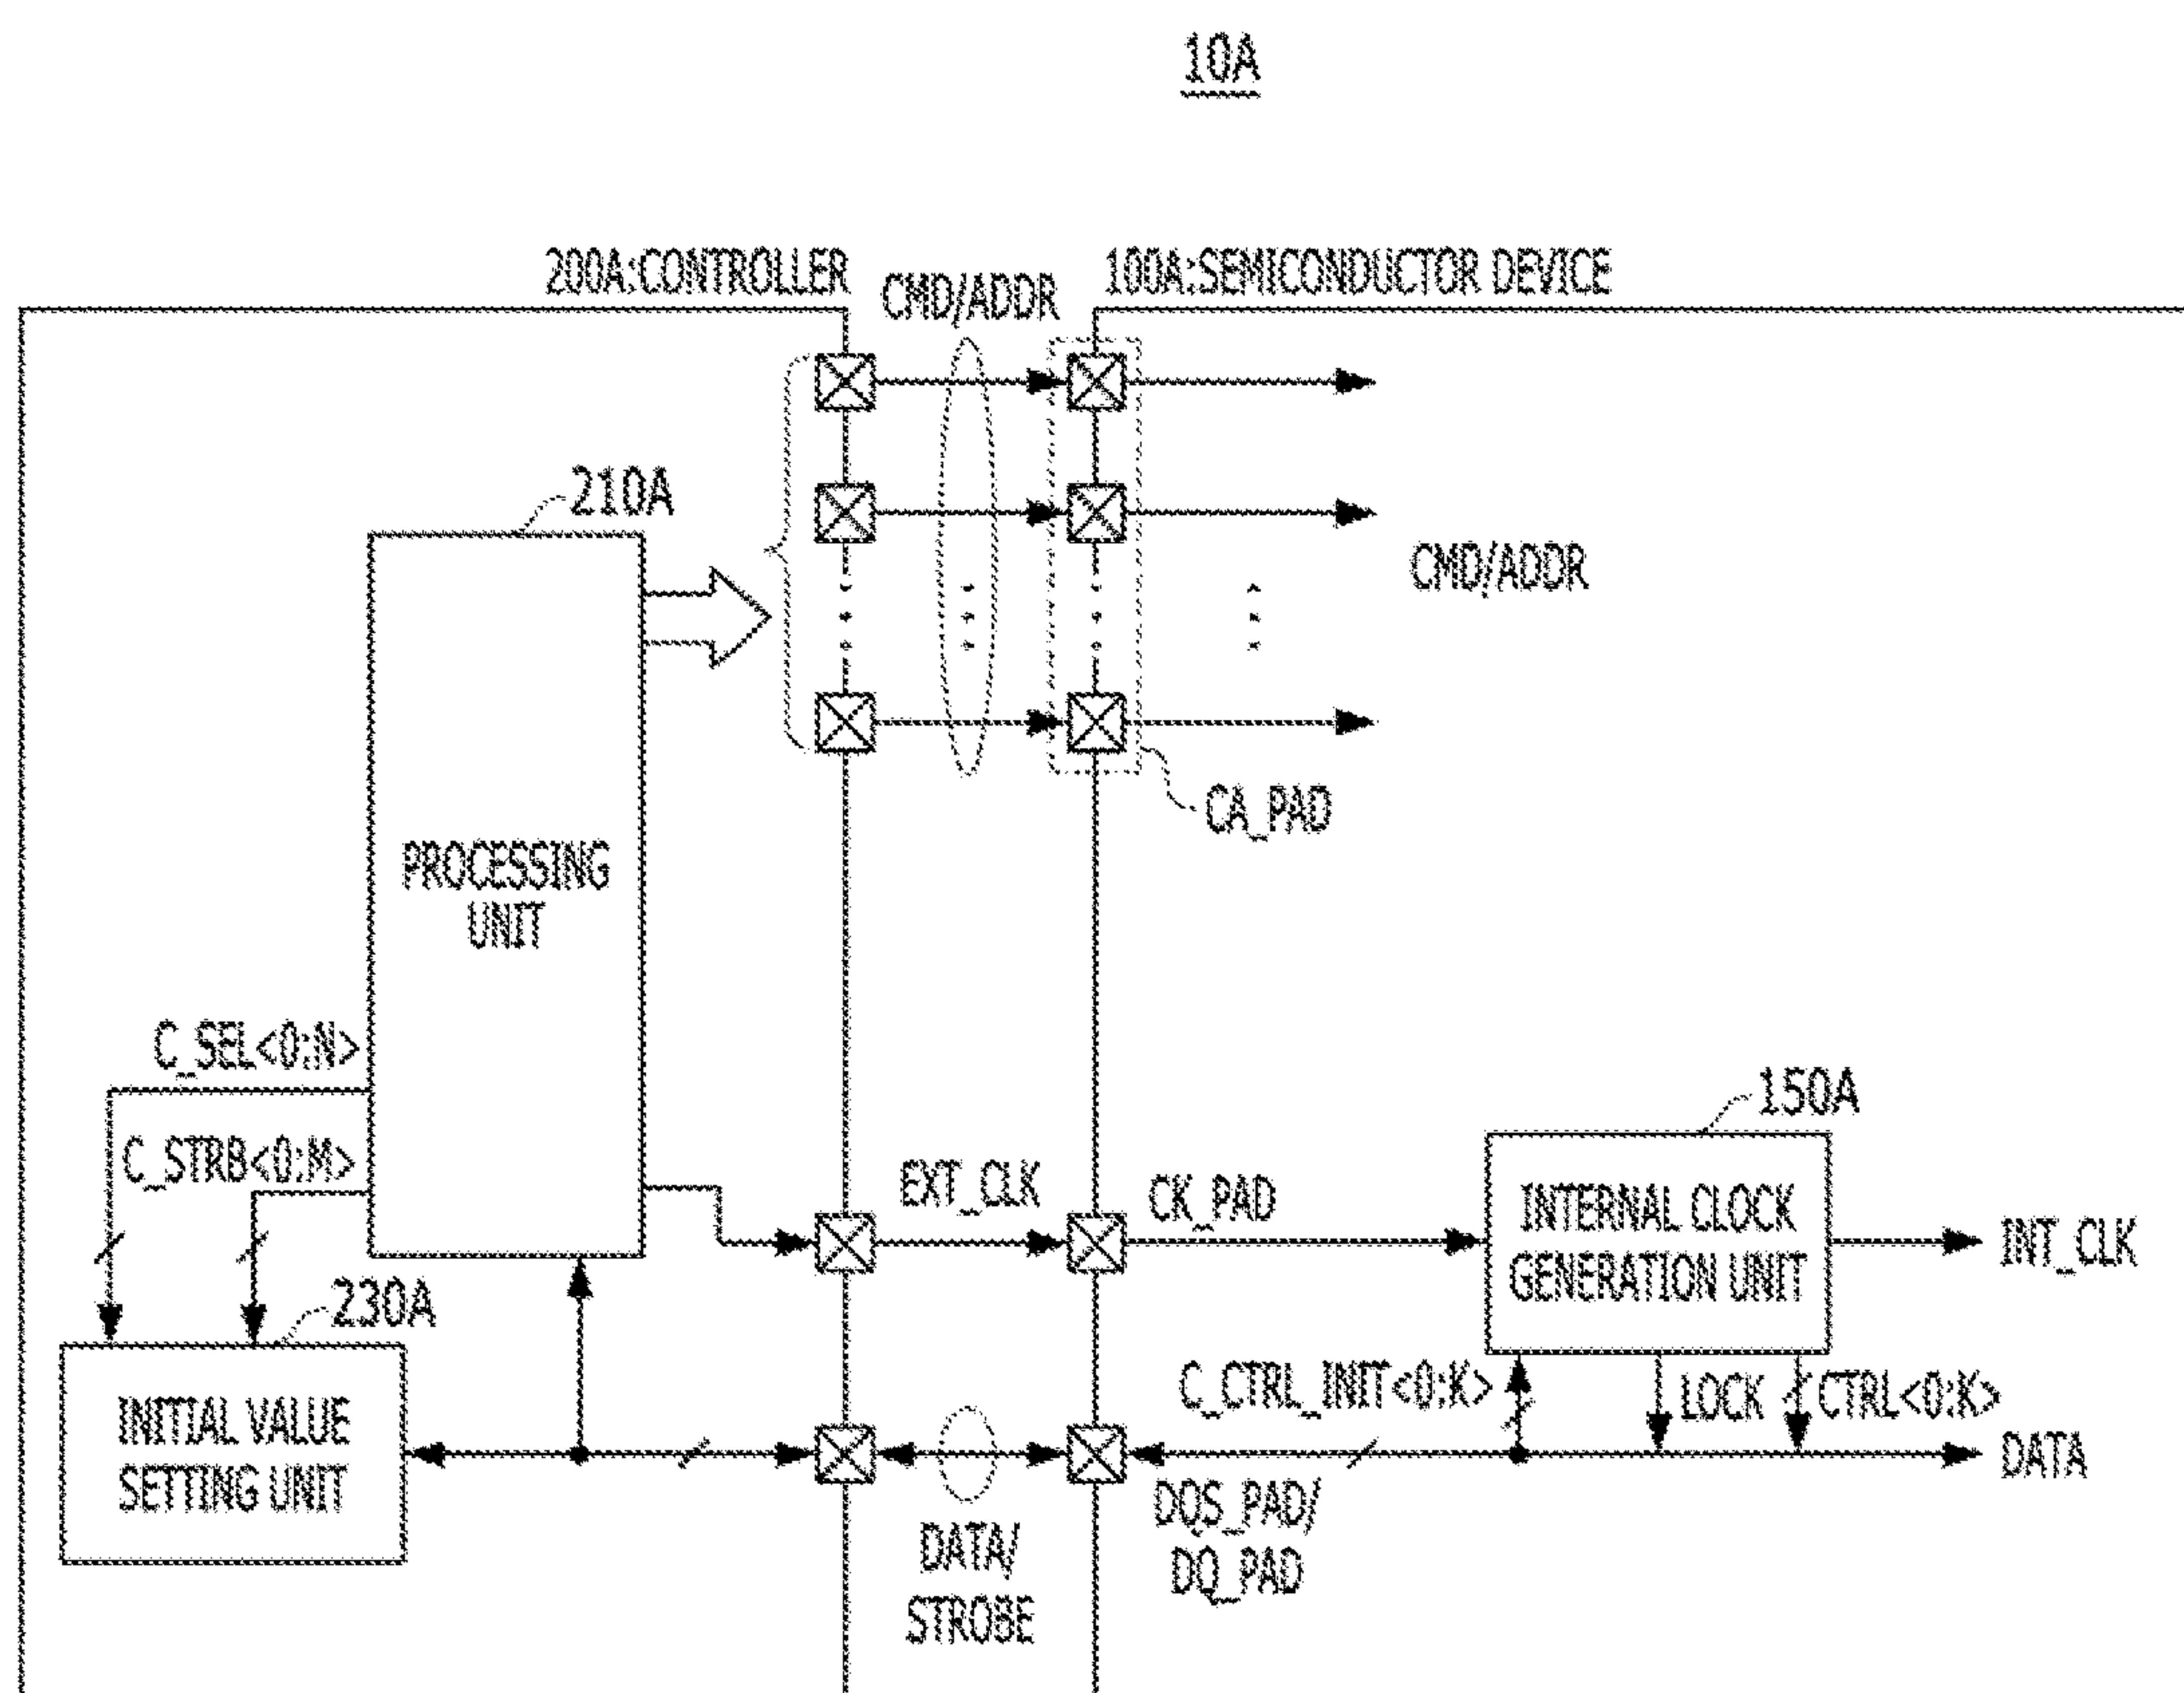 10A
200A:CONTROLLER
CMD/ADDR
100A:SEMICONDUCTOR DEVICE
210A
CMD/ADDR
CA_PAD
PROCESSING
UNIT
C_SEL<0:N>
C_STRB<0:M>
EXT_CLK
CK_PAD
150A
INTERNAL CLOCK
GENERATION UNIT
INT_CLK
230A
INITIAL VALUE
SETTING UNIT
C_CTRL_INIT<0:K>
LOCK
CTRL<0:K>
DATA
DATA/
STROBE
DQS_PAD/
DQ_PAD